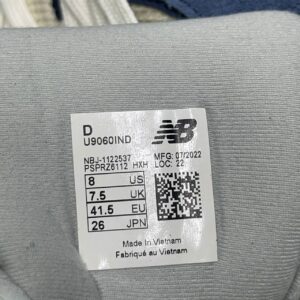 D
U9060IND
NB
NBJ-1122537 MFG: 07/2022
PSPRZ6112 HXH LOC: 22
8 US
7.5 UK
41.5 EU
26 JPN
Made In Vietnam
Fabriqué au Vietnam